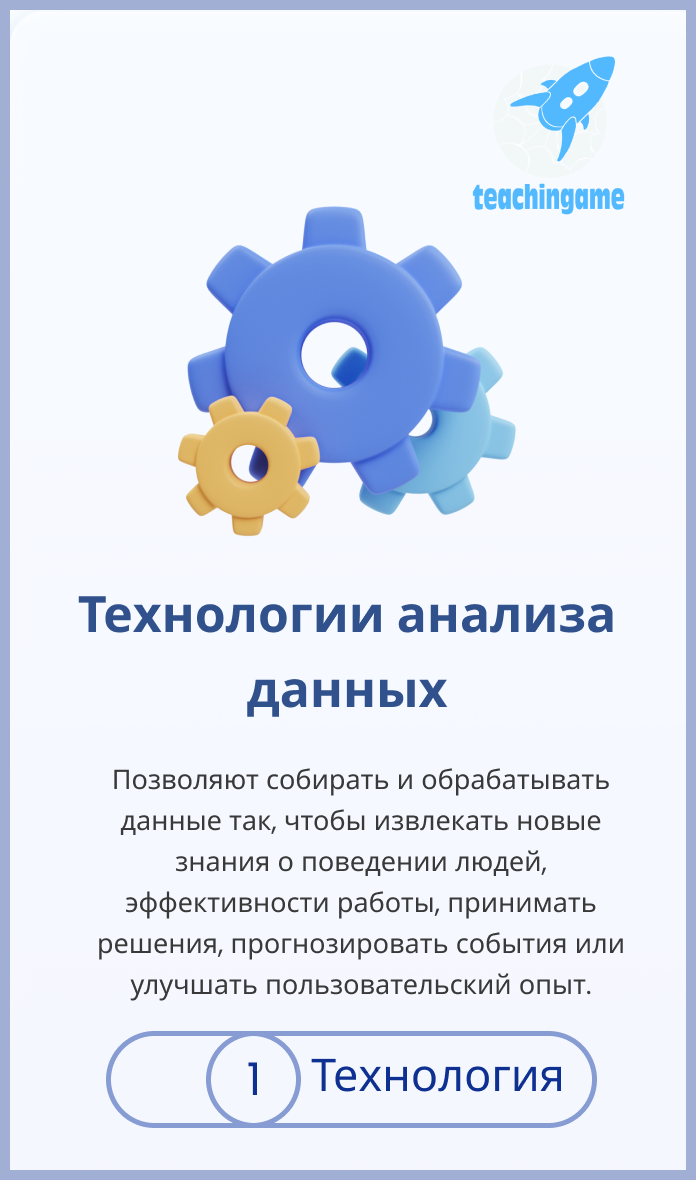 teachingame
Технологии анализа
данных
Позволяют собирать и обрабатывать
данные так, чтобы извлекать новые
знания о поведении людей,
эффективности работы, принимать
решения, прогнозировать события или
улучшать пользовательский опыт.
1 Технология